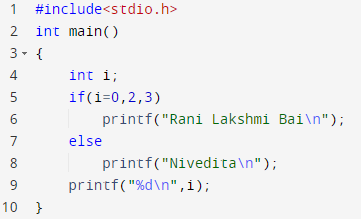 1 #include<stdio.h>
2 int main()
3 {
4     int i;
5     if(i=0,2,3)
6         printf("Rani Lakshmi Bai\n");
7     else
8         printf("Nivedita\n");
9     printf("%d\n",i);
10 }